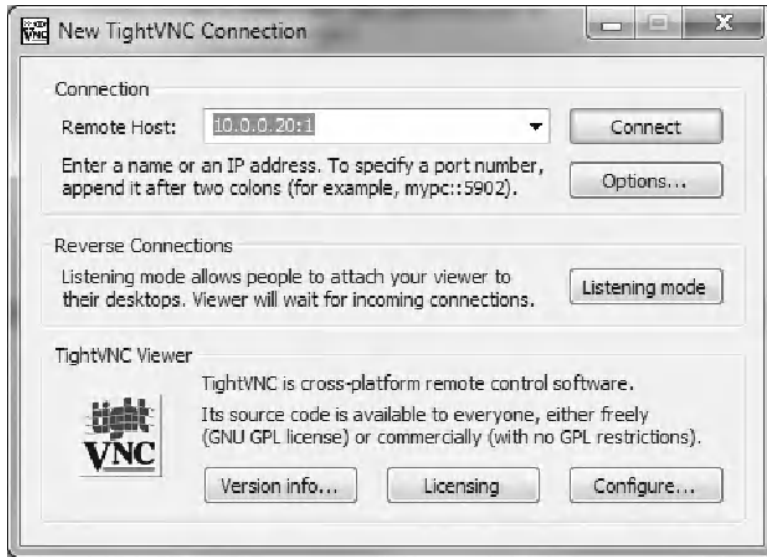 New TightVNC Connection
Connection
Remote Host: 10.0.0.20:1
Connect
Enter a name or an IP address. To specify a port number,
append it after two colons (for example, mypc::5902).
Options...
Reverse Connections
Listening mode allows people to attach your viewer to
their desktops. Viewer will wait for incoming connections.
Listening mode
TightVNC Viewer
tight
VNC
TightVNC is cross-platform remote control software.
Its source code is available to everyone, either freely
(GNU GPL license) or commercially (with no GPL restrictions).
Version info...
Licensing
Configure...